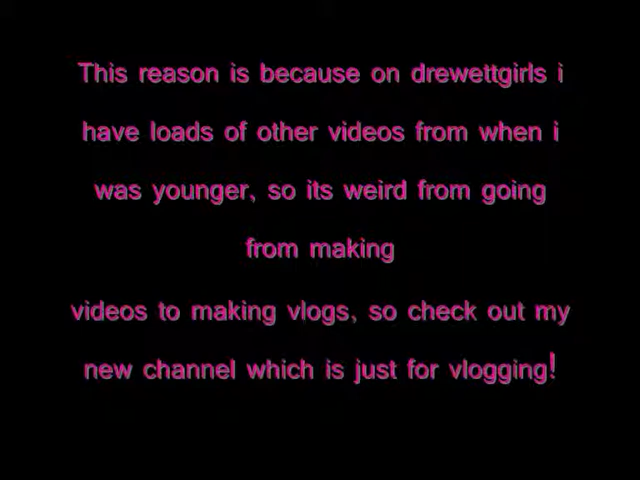 This reason is because on drewettgirls i
have loads of other videos from when i
was younger, so its weird from going
from making
videos to making vlogs, so check out my
new channel which is just for vlogging!